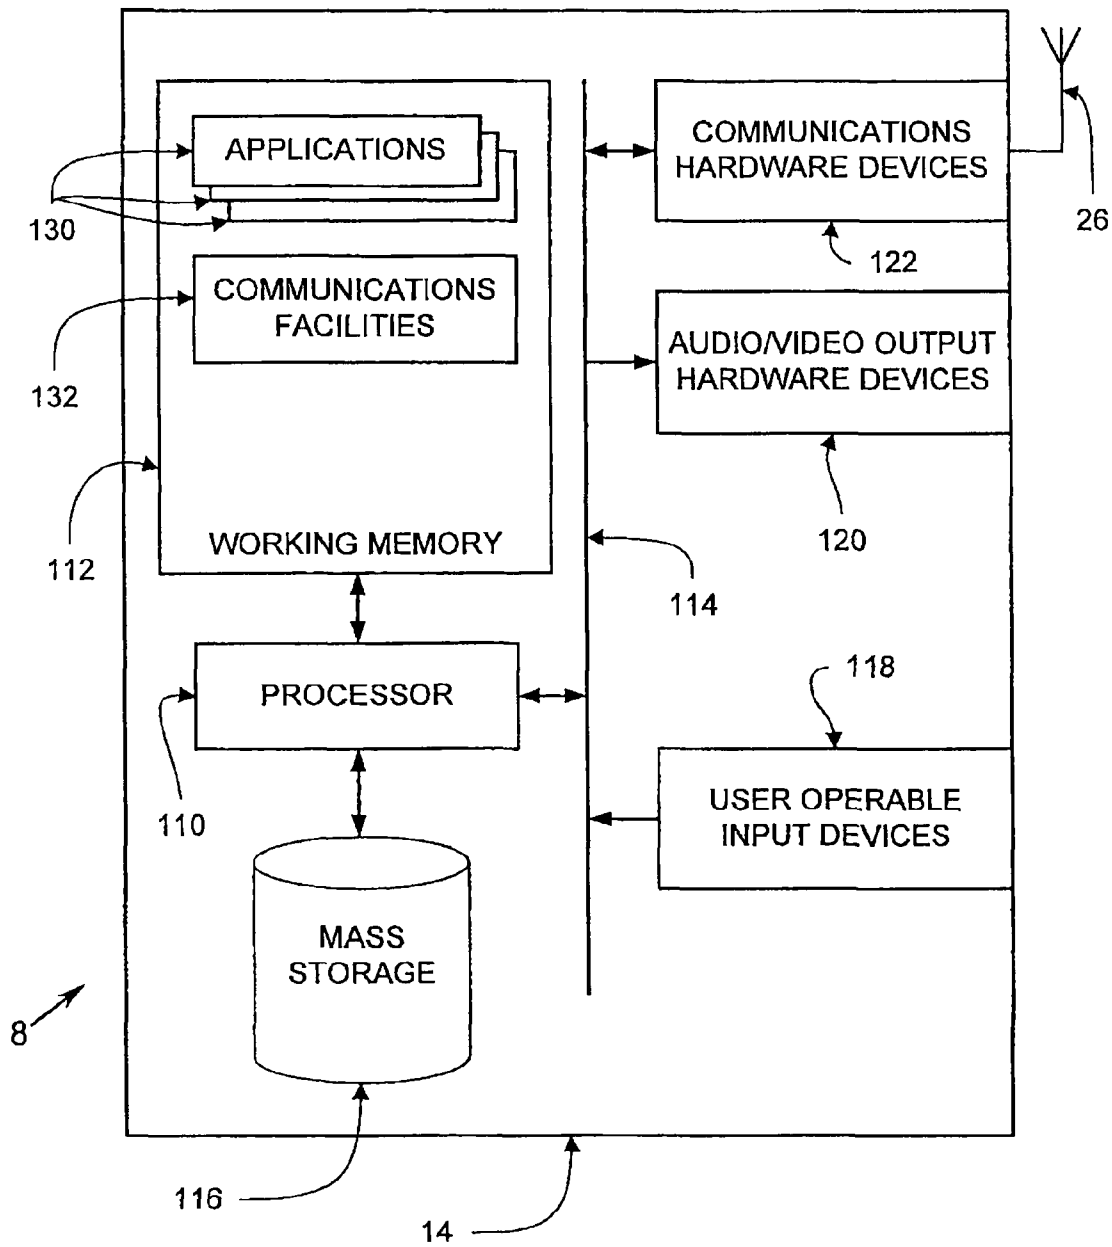 APPLICATIONS
COMMUNICATIONS
HARDWARE DEVICES
26
130
122
COMMUNICATIONS
FACILITIES
AUDIO/VIDEO OUTPUT
HARDWARE DEVICES
132
120
WORKING MEMORY
112
114
118
PROCESSOR
110
USER OPERABLE
INPUT DEVICES
MASS
STORAGE
8
116
14